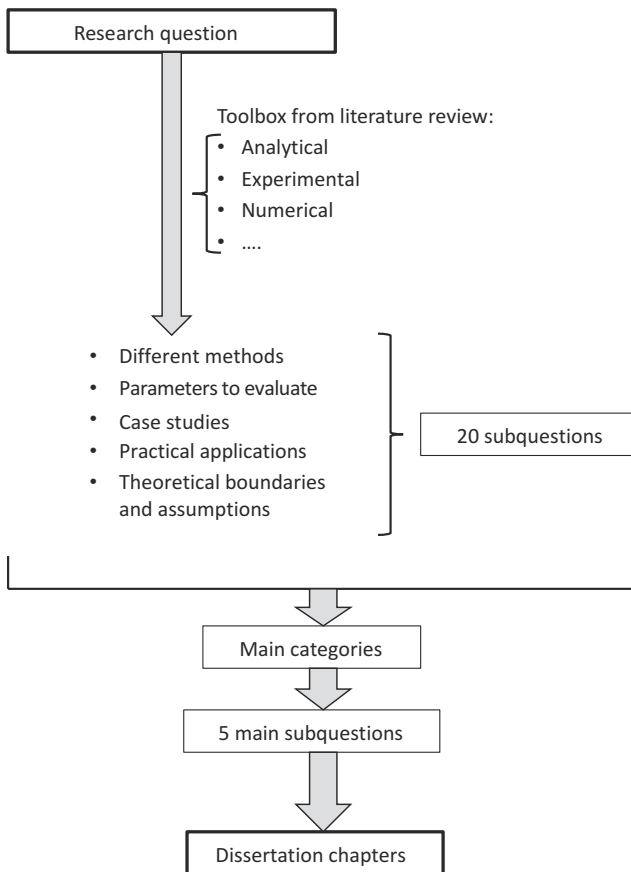 Research question
Toolbox from literature review:
• Analytical
• Experimental
• Numerical
• ....
• Different methods
• Parameters to evaluate
• Case studies
• Practical applications
• Theoretical boundaries
and assumptions
20 subquestions
Main categories
5 main subquestions
Dissertation chapters